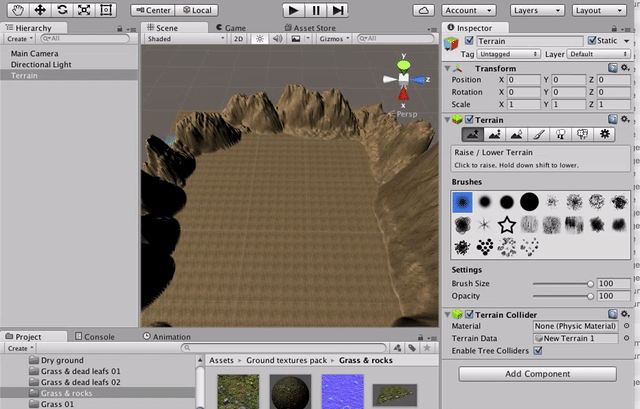 Center Local Account Layers Layout
Hierarchy
Create All
Main Camera
Directional Light
Terrain
Scene Game Asset Store
Shaded 2D Gizmos All
y
z
x
Persp
Inspector
Terrain Static
Tag Untagged Layer Default
Transform
Position X 0 Y 0 Z 0
Rotation X 0 Y 0 Z 0
Scale X 1 Y 1 Z 1
Terrain
Raise / Lower Terrain
Click to raise. Hold down shift to lower.
Brushes
Settings
Brush Size 100
Opacity 100
Terrain Collider
Material None (Physic Material)
Terrain Data New Terrain 1
Enable Tree Colliders
Add Component
Project Console Animation
Create
Dry ground
Grass & dead leafs 01
Grass & dead leafs 02
Grass & rocks
Grass 01
Assets Ground textures pack Grass & rocks